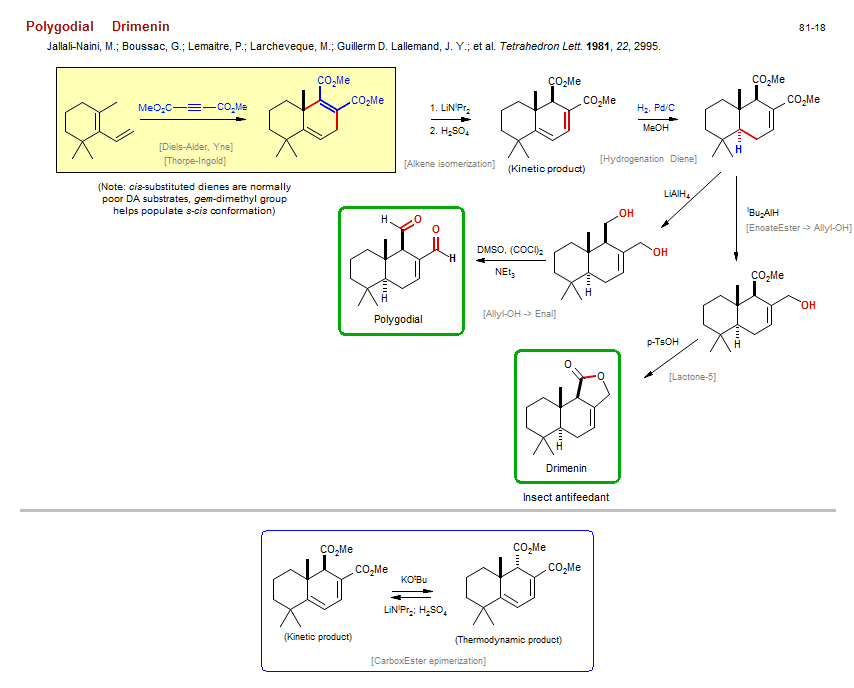 Polygodial Drimenin
81-18
Jallali-Naini, M.; Boussac, G.; Lemaitre, P.; Larcheveque, M.; Guillerm D. Lallemand, J. Y.; et al. Tetrahedron Lett. 1981, 22, 2995.
MeO₂C CO₂Me
[Diels-Alder, Yne]
[Thorpe-Ingold]
CO₂Me
CO₂Me
(Note: cis-substituted dienes are normally
poor DA substrates, gem-dimethyl group
helps populate s-cis conformation)
1. LiNⁱPr₂
2. H₂SO₄
[Alkene isomerization]
CO₂Me
CO₂Me
(Kinetic product)
H₂, Pd/C
MeOH
[Hydrogenation Diene]
CO₂Me
CO₂Me
H
LiAlH₄
ⁱBu₂AlH
[EnoateEster -> Allyl-OH]
OH
OH
H
DMSO, (COCl)₂
NEt₃
[Allyl-OH -> Enal]
H O
O
H
H
Polygodial
CO₂Me
OH
H
p-TsOH
[Lactone-5]
O
O
H
Drimenin
Insect antifeedant
CO₂Me
CO₂Me
(Kinetic product)
KOᵗBu
LiNⁱPr₂; H₂SO₄
CO₂Me
CO₂Me
(Thermodynamic product)
[CarboxEster epimerization]